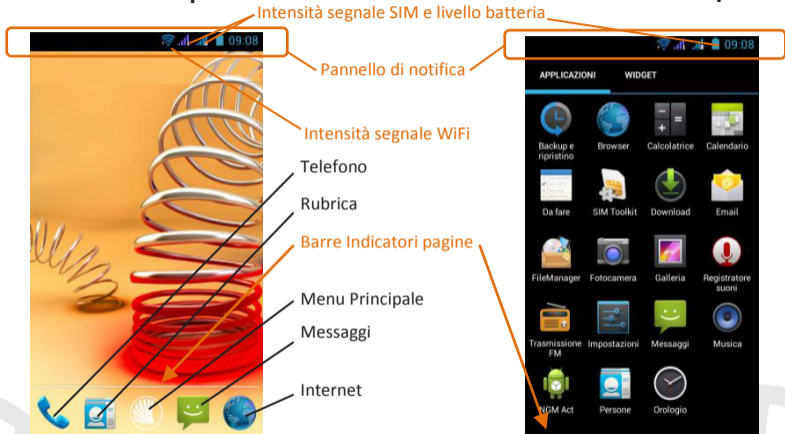 Intensità segnale SIM e livello batteria
09:08
09:08
Pannello di notifica
APPLICAZIONI WIDGET
Intensità segnale WiFi
Telefono
Rubrica
Barre Indicatori pagine
Menu Principale
Messaggi
Internet
Backup e
ripristino
Browser
Calcolatrice
Calendario
Da fare
SIM Toolkit
Download
Email
FileManager
Fotocamera
Galleria
Registratore
suoni
Trasmissione
FM
Impostazioni
Messaggi
Musica
NGM Act
Persone
Orologio